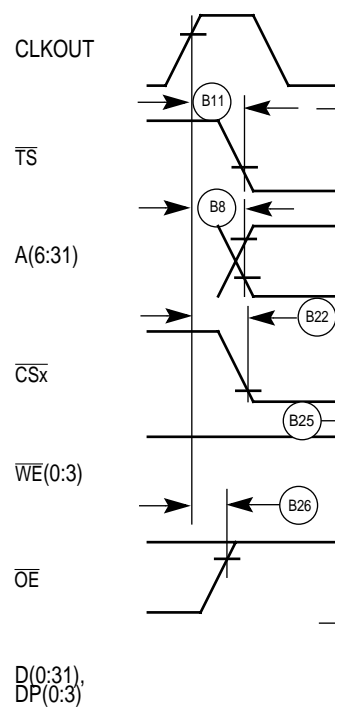 CLKOUT
B11
TS
B8
A(6:31)
B22
CSx
B25
WE(0:3)
B26
OE
D(0:31),
DP(0:3)